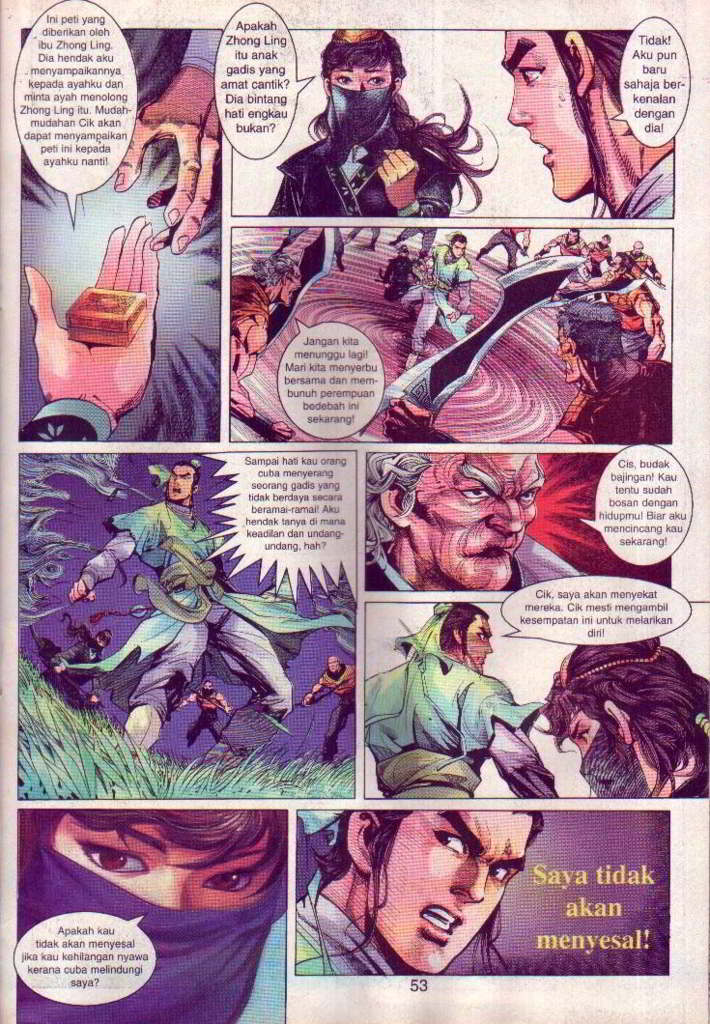 Ini peti yang
diberikan oleh
ibu Zhong Ling.
Dia hendak aku
menyampaikannya
kepada ayahku dan
minta ayah menolong
Zhong Ling itu. Mudah-
mudahan Cik akan
dapat menyampaikan
peti ini kepada
ayahku nanti!
Apakah
Zhong Ling
itu anak
gadis yang
amat cantik?
Dia bintang
hati engkau
bukan?
Tidak!
Aku pun
baru
sahaja ber-
kenalan
dengan
dia!
Jangan kita
menunggu lagi!
Mari kita menyerbu
bersama dan mem-
bunuh perempuan
bedebah ini
sekarang!
Sampai hati kau orang
cuba menyerang
seorang gadis yang
tidak berdaya secara
beramai-ramai! Aku
hendak tanya di mana
keadilan dan undang-
undang, hah?
Cis, budak
bajingan! Kau
tentu sudah
bosan dengan
hidupmu! Biar aku
mencincang kau
sekarang!
Cik, saya akan menyekat
mereka. Cik mesti mengambil
kesempatan ini untuk melarikan
diri!
Apakah kau
tidak akan menyesal
jika kau kehilangan nyawa
kerana cuba melindungi
saya?
Saya tidak
akan
menyesal!
53